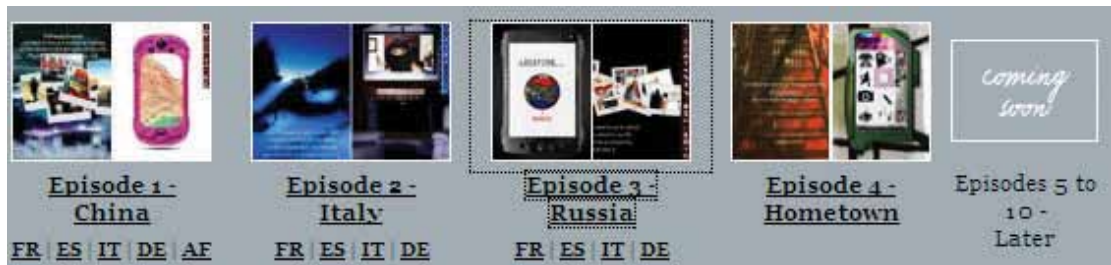 LOCATION...
coming
soon
Episode 1 -
China
FR | ES | IT | DE | AF
Episode 2 -
Italy
FR | ES | IT | DE
Episode 3 -
Russia
FR | ES | IT | DE
Episode 4 -
Hometown
Episodes 5 to
10 -
Later